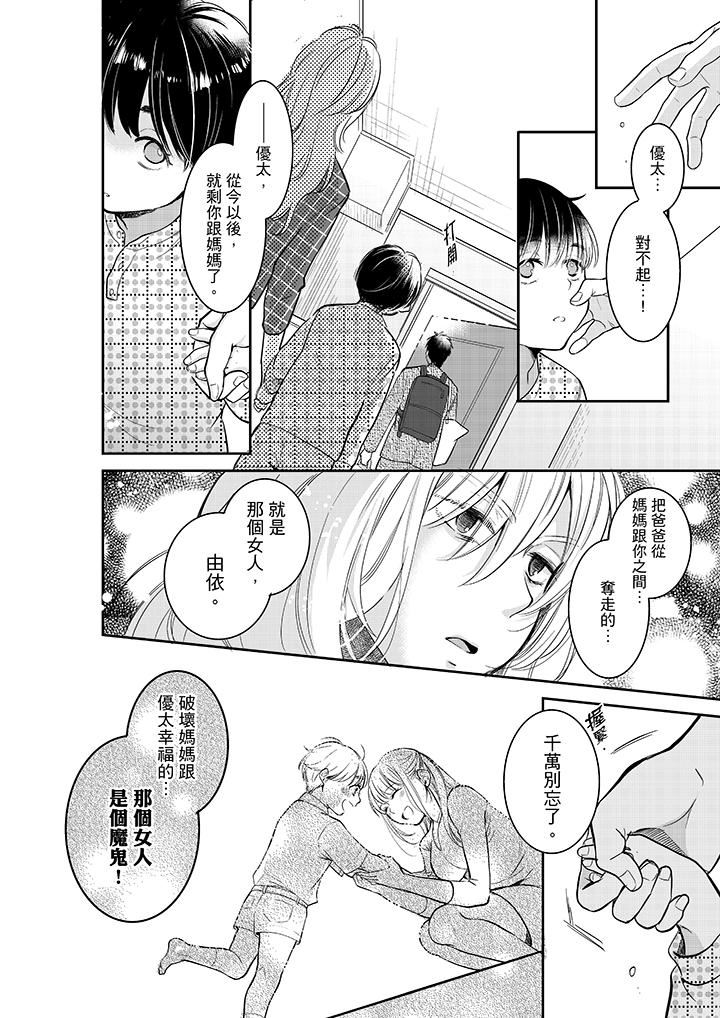 優太⋯
對不起⋯！
打開
——優太，
從今以後，
就剩你跟媽媽了。
把爸爸從
媽媽跟你之間⋯
奪走的⋯
就是
那個女人，
由依。
握緊⋯
千萬別忘了。
破壞媽媽跟
優太幸福的⋯
那個女人
是個魔鬼！